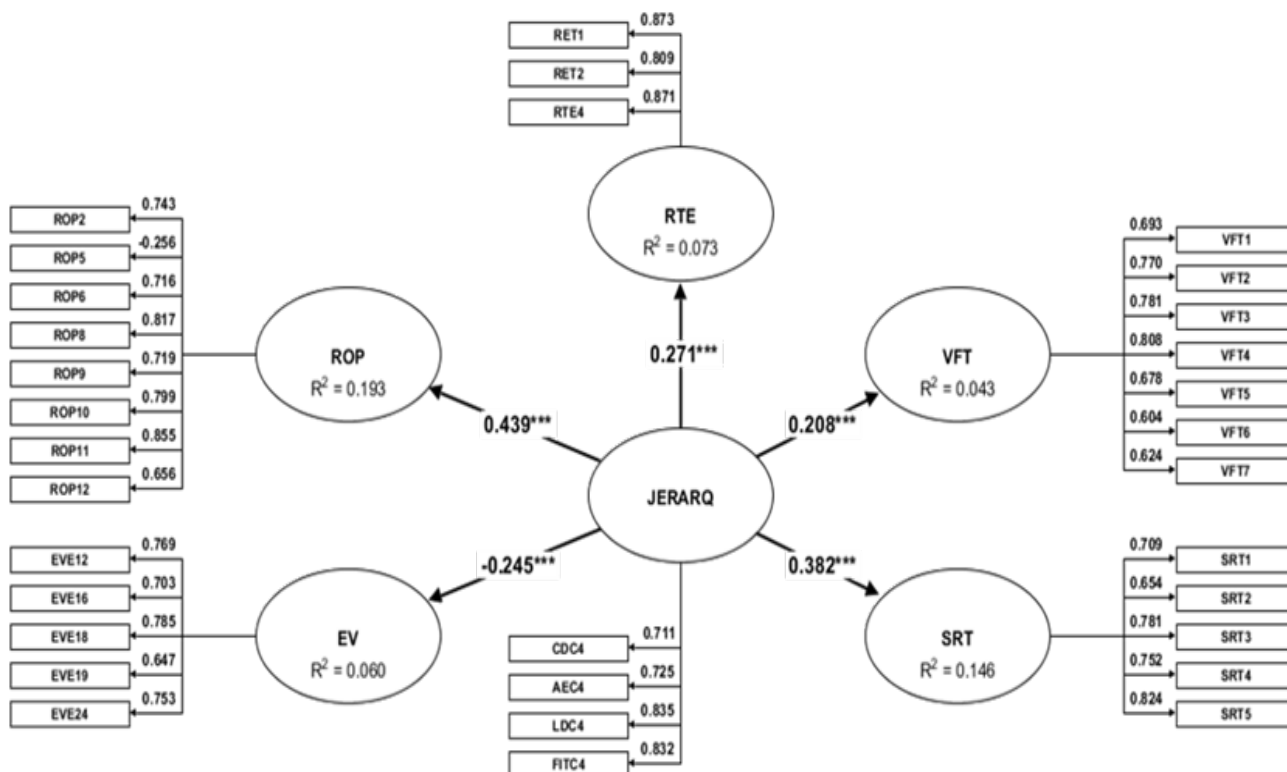 0.873
RET1
0.809
RET2
0.871
RTE4
RTE
R² = 0.073
0.743
ROP2
-0.256
ROP5
0.716
ROP6
0.817
ROP8
0.719
ROP9
0.799
ROP10
0.855
ROP11
0.656
ROP12
ROP
R² = 0.193
0.693
VFT1
0.770
VFT2
0.781
VFT3
0.808
VFT4
0.678
VFT5
0.604
VFT6
0.624
VFT7
VFT
R² = 0.043
0.271***
0.439***
0.208***
JERARQ
-0.245***
0.382***
0.769
EVE12
0.703
EVE16
0.785
EVE18
0.647
EVE19
0.753
EVE24
EV
R² = 0.060
0.711
CDC4
0.725
AEC4
0.835
LDC4
0.832
FITC4
SRT
R² = 0.146
0.709
SRT1
0.654
SRT2
0.781
SRT3
0.752
SRT4
0.824
SRT5